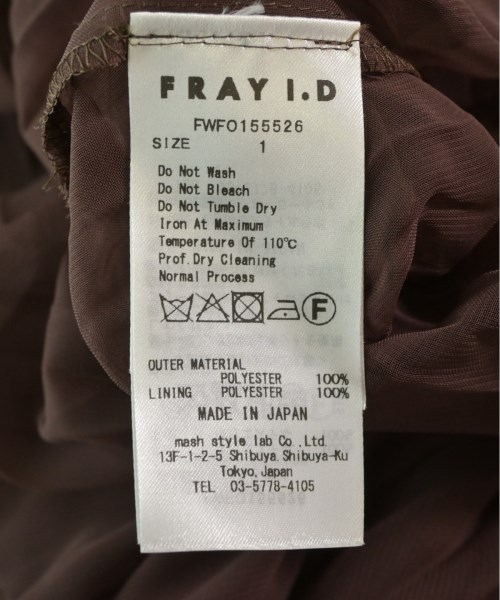 FRAY I.D
FWFO155526
SIZE 1
Do Not Wash
Do Not Bleach
Do Not Tumble Dry
Iron At Maximum
Temperature Of 110℃
Prof.Dry Cleaning
Normal Process
F
OUTER MATERIAL
POLYESTER 100%
LINING POLYESTER 100%
MADE IN JAPAN
mash style lab Co.,Ltd.
13F-1-2-5 Shibuya.Shibuya-Ku
Tokyo,Japan
TEL 03-5778-4105